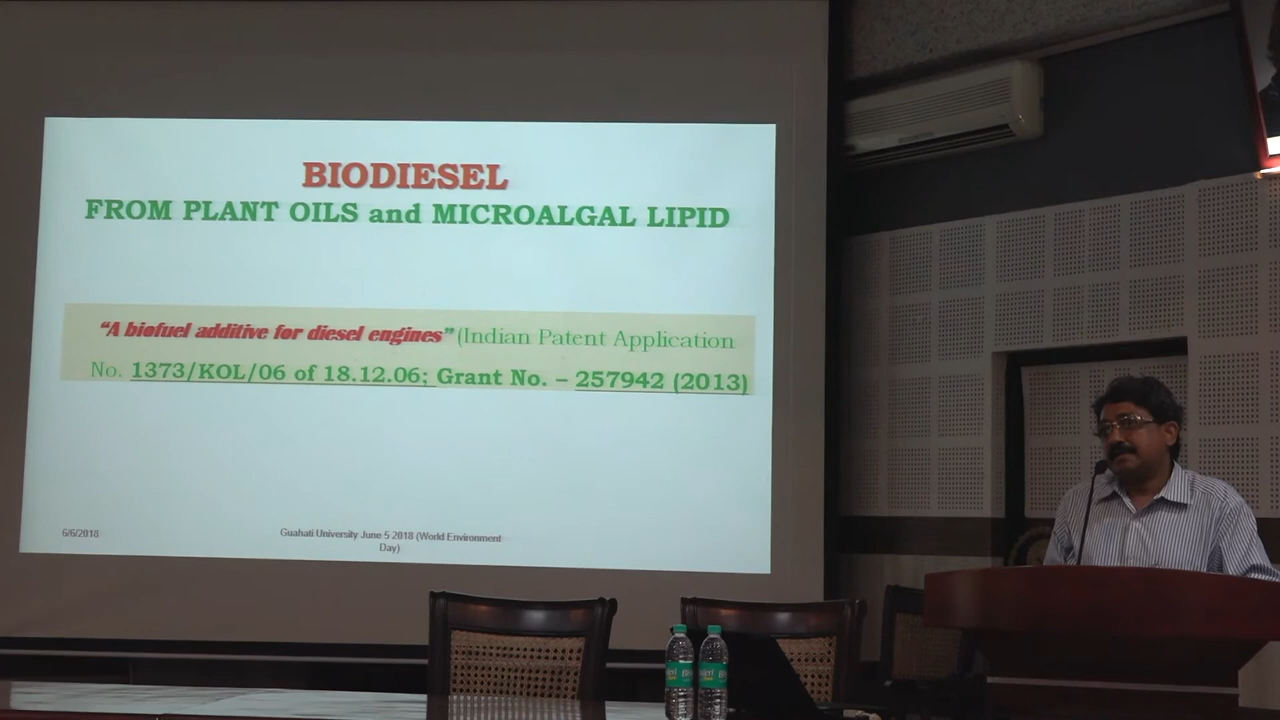 BIODIESEL
FROM PLANT OILS and MICROALGAL LIPID
“A biofuel additive for diesel engines” (Indian Patent Application
No. 1373/KOL/06 of 18.12.06; Grant No. – 257942 (2013)
6/6/2018
Guahati University June 5 2018 (World Environment
Day)